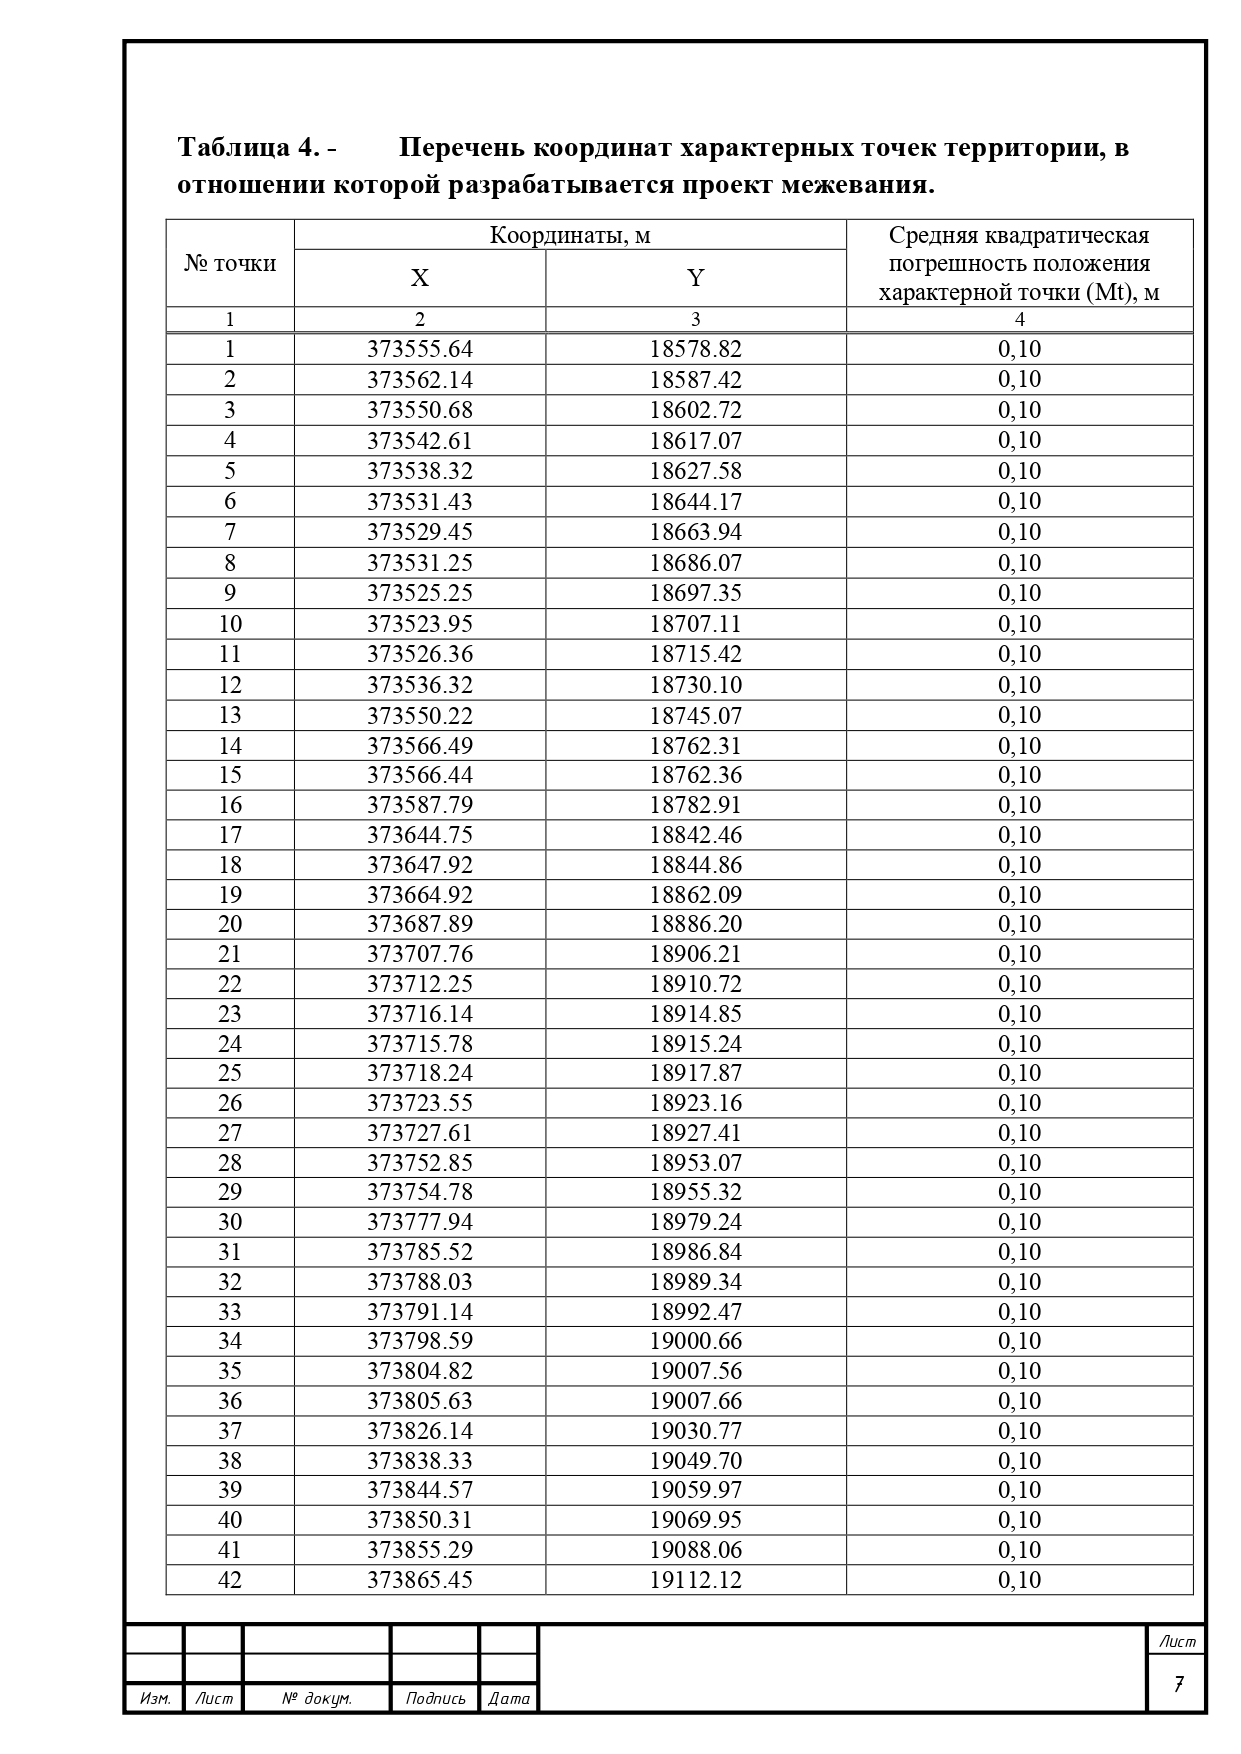 Таблица 4. - Перечень координат характерных точек территории, в
отношении которой разрабатывается проект межевания.
№ точки Координаты, м Средняя квадратическая
погрешность положения
характерной точки (Mt), м
X Y
1 2 3 4
1 373555.64 18578.82 0,10
2 373562.14 18587.42 0,10
3 373550.68 18602.72 0,10
4 373542.61 18617.07 0,10
5 373538.32 18627.58 0,10
6 373531.43 18644.17 0,10
7 373529.45 18663.94 0,10
8 373531.25 18686.07 0,10
9 373525.25 18697.35 0,10
10 373523.95 18707.11 0,10
11 373526.36 18715.42 0,10
12 373536.32 18730.10 0,10
13 373550.22 18745.07 0,10
14 373566.49 18762.31 0,10
15 373566.44 18762.36 0,10
16 373587.79 18782.91 0,10
17 373644.75 18842.46 0,10
18 373647.92 18844.86 0,10
19 373664.92 18862.09 0,10
20 373687.89 18886.20 0,10
21 373707.76 18906.21 0,10
22 373712.25 18910.72 0,10
23 373716.14 18914.85 0,10
24 373715.78 18915.24 0,10
25 373718.24 18917.87 0,10
26 373723.55 18923.16 0,10
27 373727.61 18927.41 0,10
28 373752.85 18953.07 0,10
29 373754.78 18955.32 0,10
30 373777.94 18979.24 0,10
31 373785.52 18986.84 0,10
32 373788.03 18989.34 0,10
33 373791.14 18992.47 0,10
34 373798.59 19000.66 0,10
35 373804.82 19007.56 0,10
36 373805.63 19007.66 0,10
37 373826.14 19030.77 0,10
38 373838.33 19049.70 0,10
39 373844.57 19059.97 0,10
40 373850.31 19069.95 0,10
41 373855.29 19088.06 0,10
42 373865.45 19112.12 0,10
Лист
7
Изм. Лист № докум. Подпись Дата